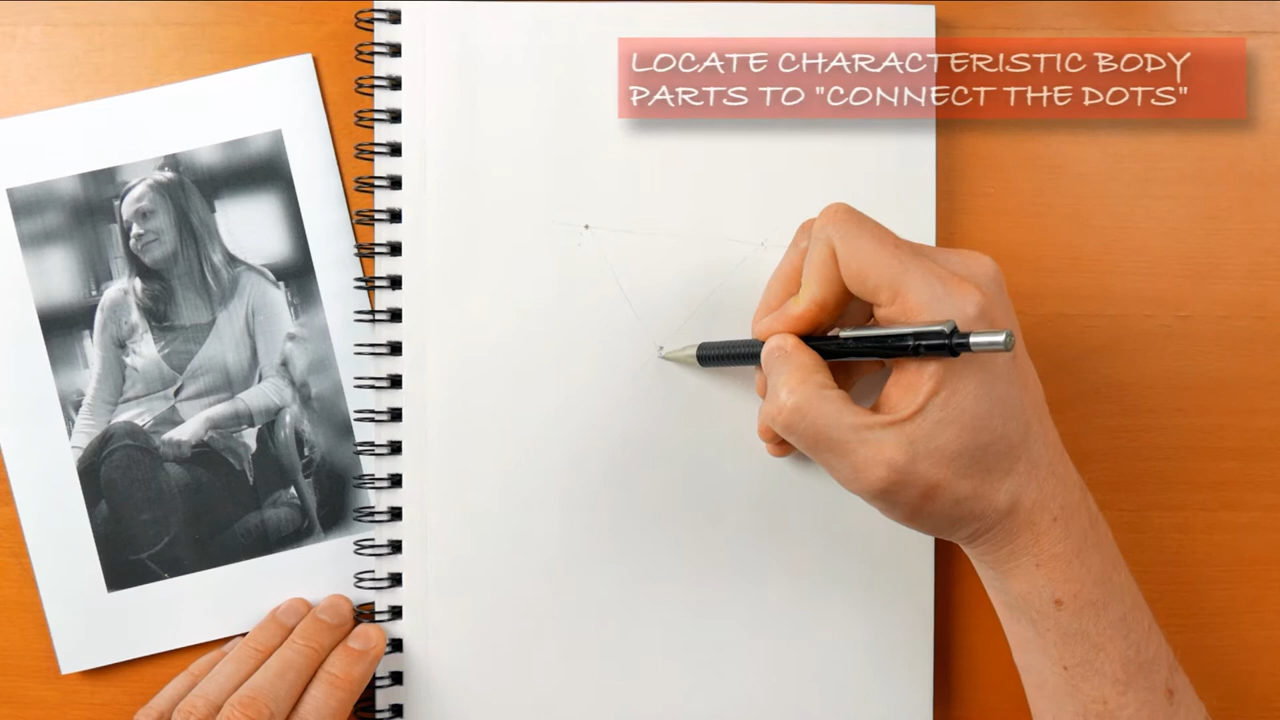 LOCATE CHARACTERISTIC BODY
PARTS TO "CONNECT THE DOTS"